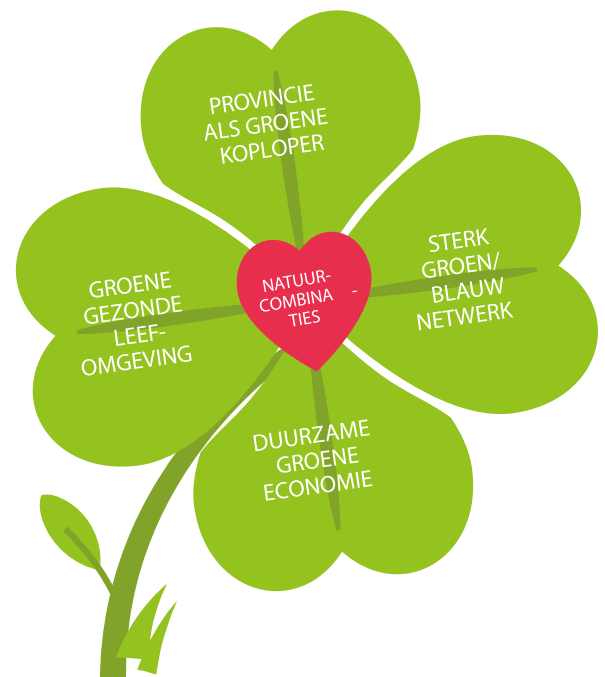 PROVINCIE
ALS GROENE
KOPLOPER
GROENE
GEZONDE
LEEF-
OMGEVING
NATUUR-
COMBINA -
TIES
STERK
GROEN/
BLAUW
NETWERK
DUURZAME
GROENE
ECONOMIE